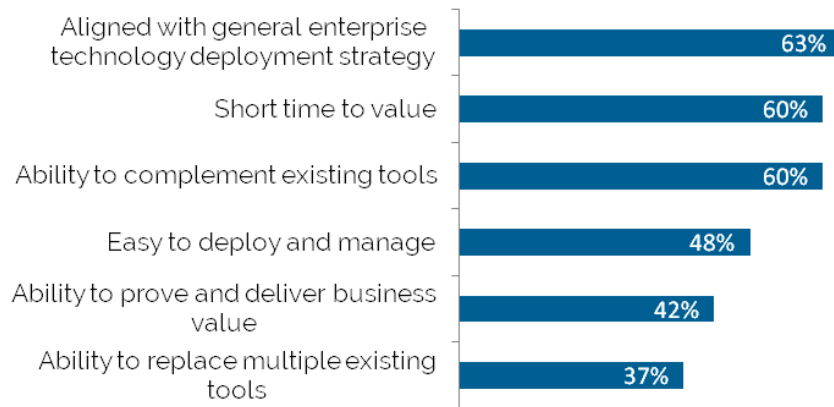 Aligned with general enterprise
technology deployment strategy
63%
Short time to value
60%
Ability to complement existing tools
60%
Easy to deploy and manage
48%
Ability to prove and deliver business
value
42%
Ability to replace multiple existing
tools
37%